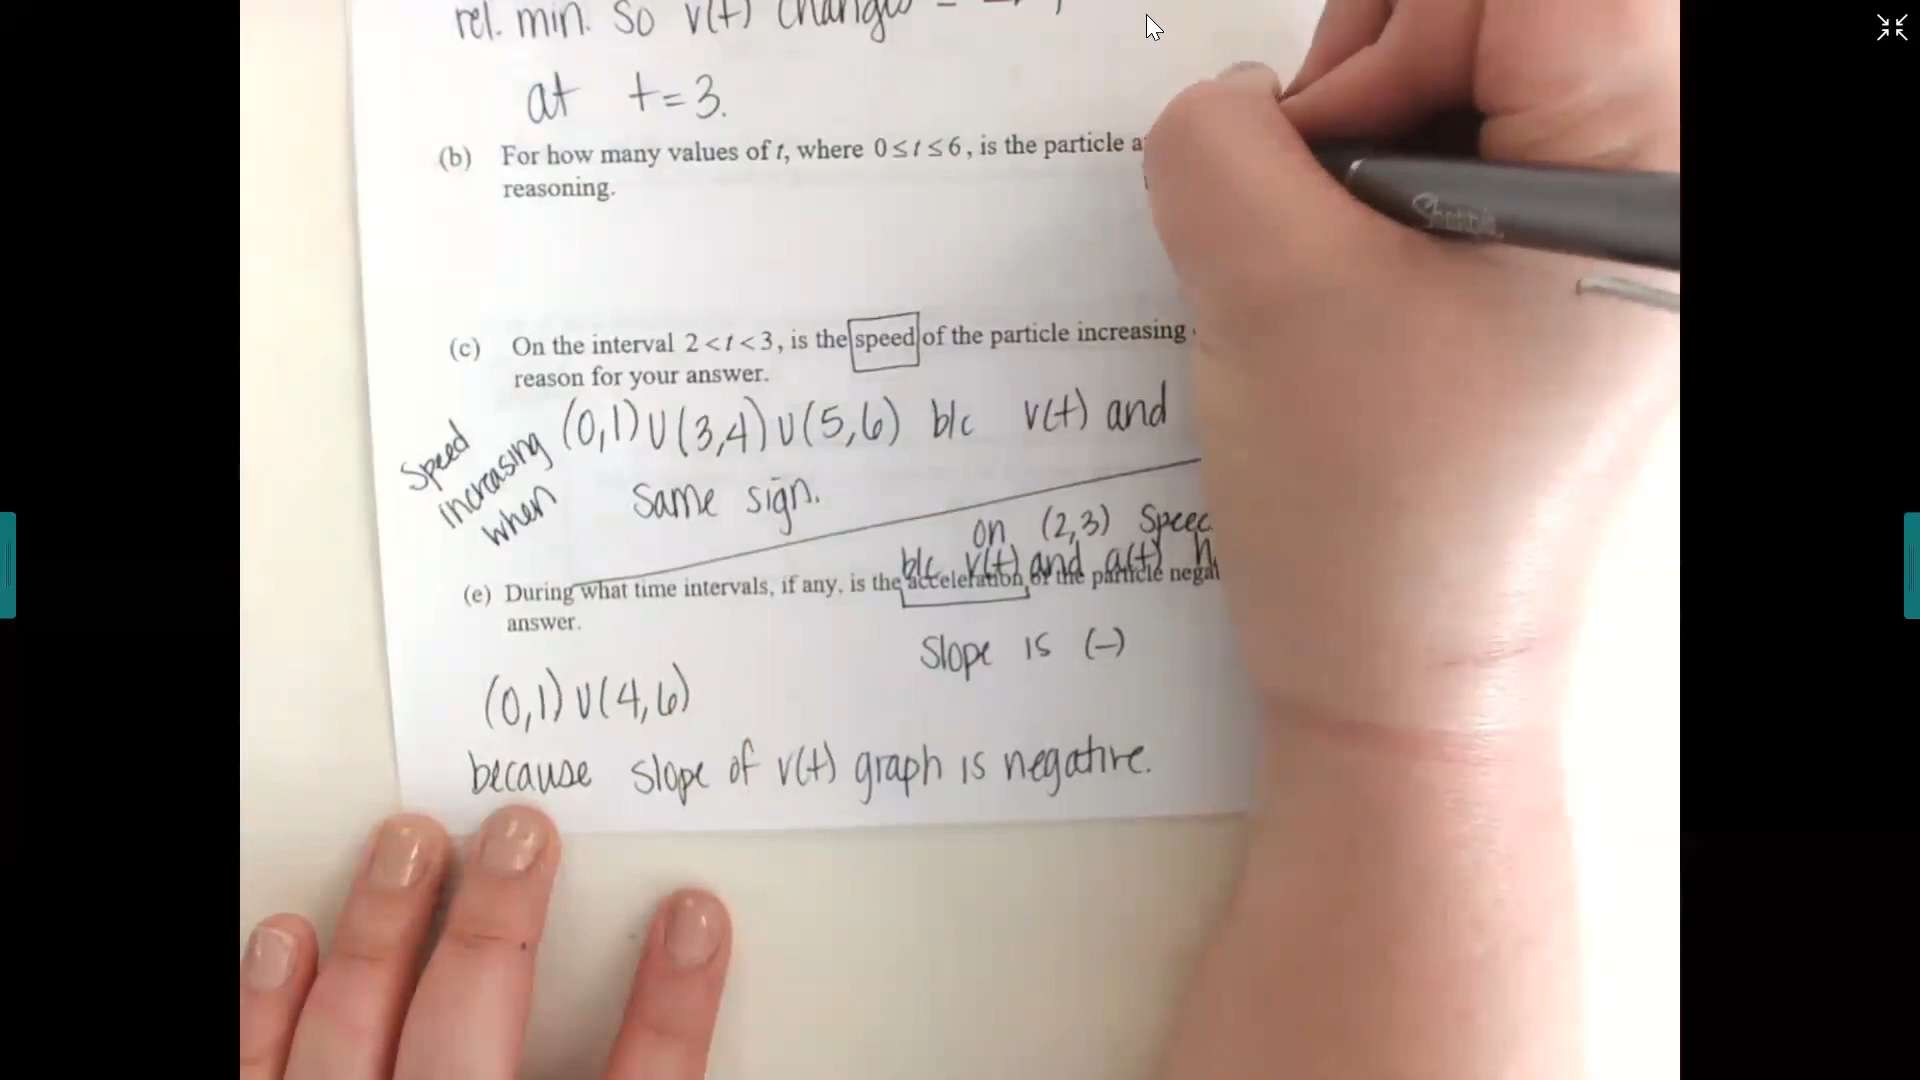 rel. min. So v(t) changes
at t=3.
(b) For how many values of t, where 0≤t≤6, is the particle
reasoning.
Sharpie
(c) On the interval 2<t<3, is the speed of the particle increasing
reason for your answer.
(0,1)U(3,4)U(5,6) b/c v(t) and
Speed
increasing
when
same sign.
on (2,3)
b/c v(t) and a(t)
(e) During what time intervals, if any, is the acceleration of the particle
answer.
slope is (-)
(0,1)U(4,6)
because slope of v(t) graph is negative.